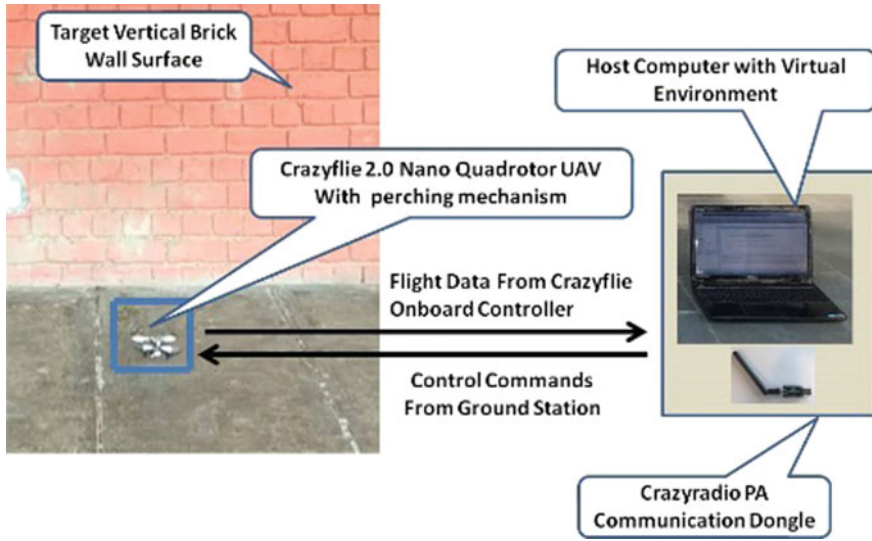 Target Vertical Brick
Wall Surface
Host Computer with Virtual
Environment
Crazyflie 2.0 Nano Quadrotor UAV
With perching mechanism
Flight Data From Crazyflie
Onboard Controller
Control Commands
From Ground Station
Crazyradio PA
Communication Dongle